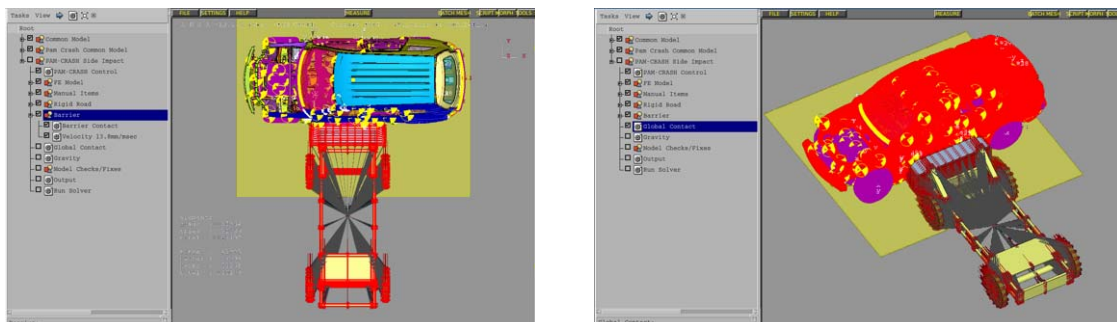 Tasks View
Root
Common Model
Pam Crash Common Model
PAM-CRASH Side Impact
PAM-CRASH Control
FE Model
Manual Items
Rigid Road
Barrier
Barrier Contact
Velocity 13.8mm/msec
Global Contact
Gravity
Model Checks/Fixes
Output
Run Solver
FILE SETTINGS HELP MEASURE
Tasks View
Root
Common Model
Pam Crash Common Model
PAM-CRASH Side Impact
PAM-CRASH Control
FE Model
Manual Items
Rigid Road
Barrier
Global Contact
Gravity
Model Checks/Fixes
Output
Run Solver
FILE SETTINGS HELP MEASURE